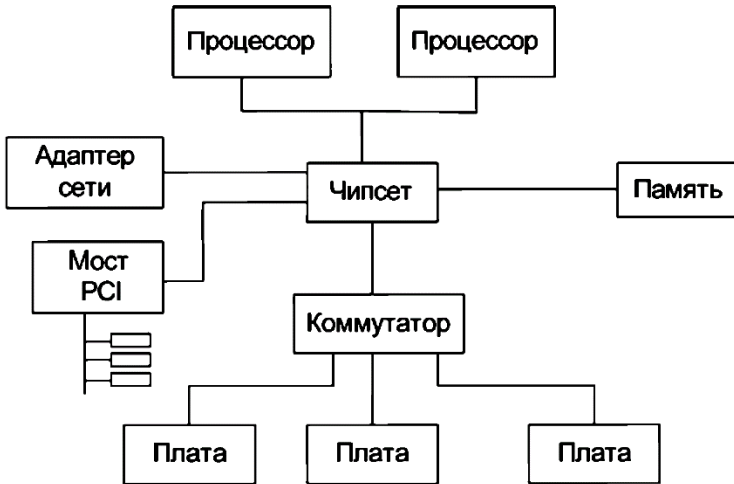 Процессор
Процессор
Адаптер
сети
Чипсет
Память
Мост
PCI
Коммутатор
Плата
Плата
Плата